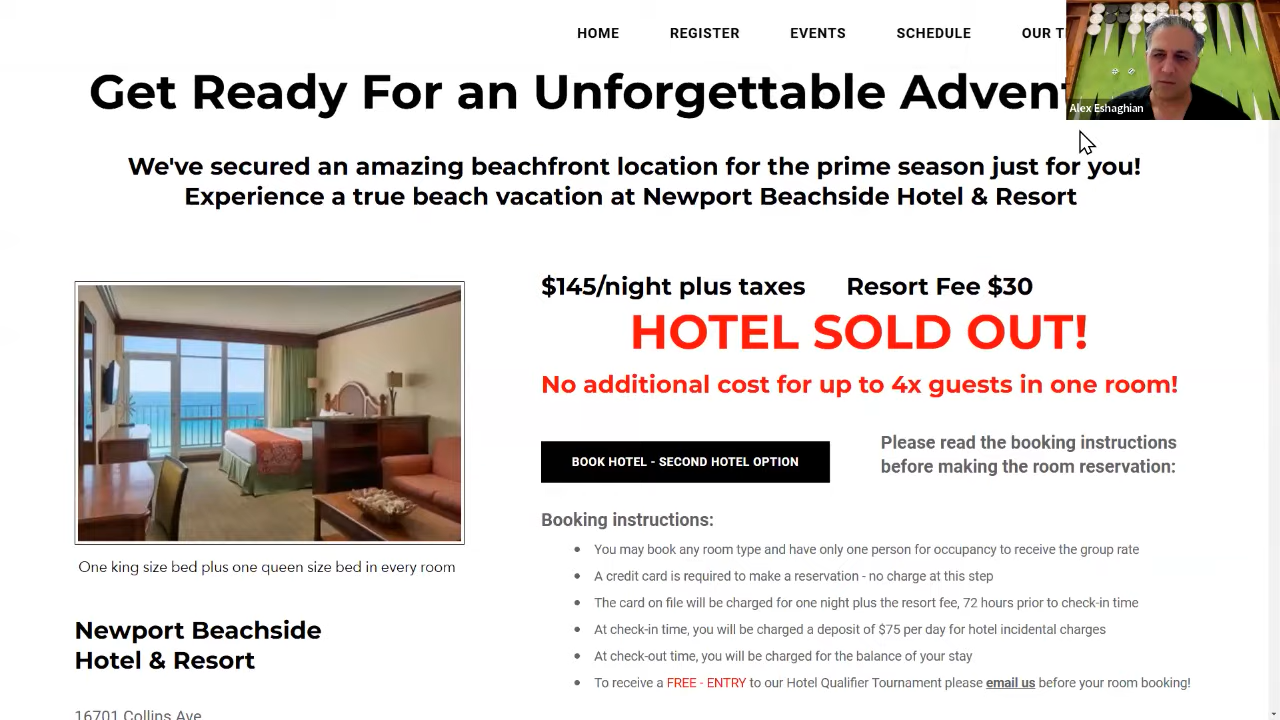 HOME REGISTER EVENTS SCHEDULE OUR T
Alex Eshaghian
Get Ready For an Unforgettable Advent
We've secured an amazing beachfront location for the prime season just for you!
Experience a true beach vacation at Newport Beachside Hotel & Resort
$145/night plus taxes Resort Fee $30
HOTEL SOLD OUT!
No additional cost for up to 4x guests in one room!
BOOK HOTEL - SECOND HOTEL OPTION
Please read the booking instructions
before making the room reservation:
Booking instructions:
• You may book any room type and have only one person for occupancy to receive the group rate
• A credit card is required to make a reservation - no charge at this step
• The card on file will be charged for one night plus the resort fee, 72 hours prior to check-in time
• At check-in time, you will be charged a deposit of $75 per day for hotel incidental charges
• At check-out time, you will be charged for the balance of your stay
• To receive a FREE - ENTRY to our Hotel Qualifier Tournament please email us before your room booking!
One king size bed plus one queen size bed in every room
Newport Beachside
Hotel & Resort
16701 Collins Ave